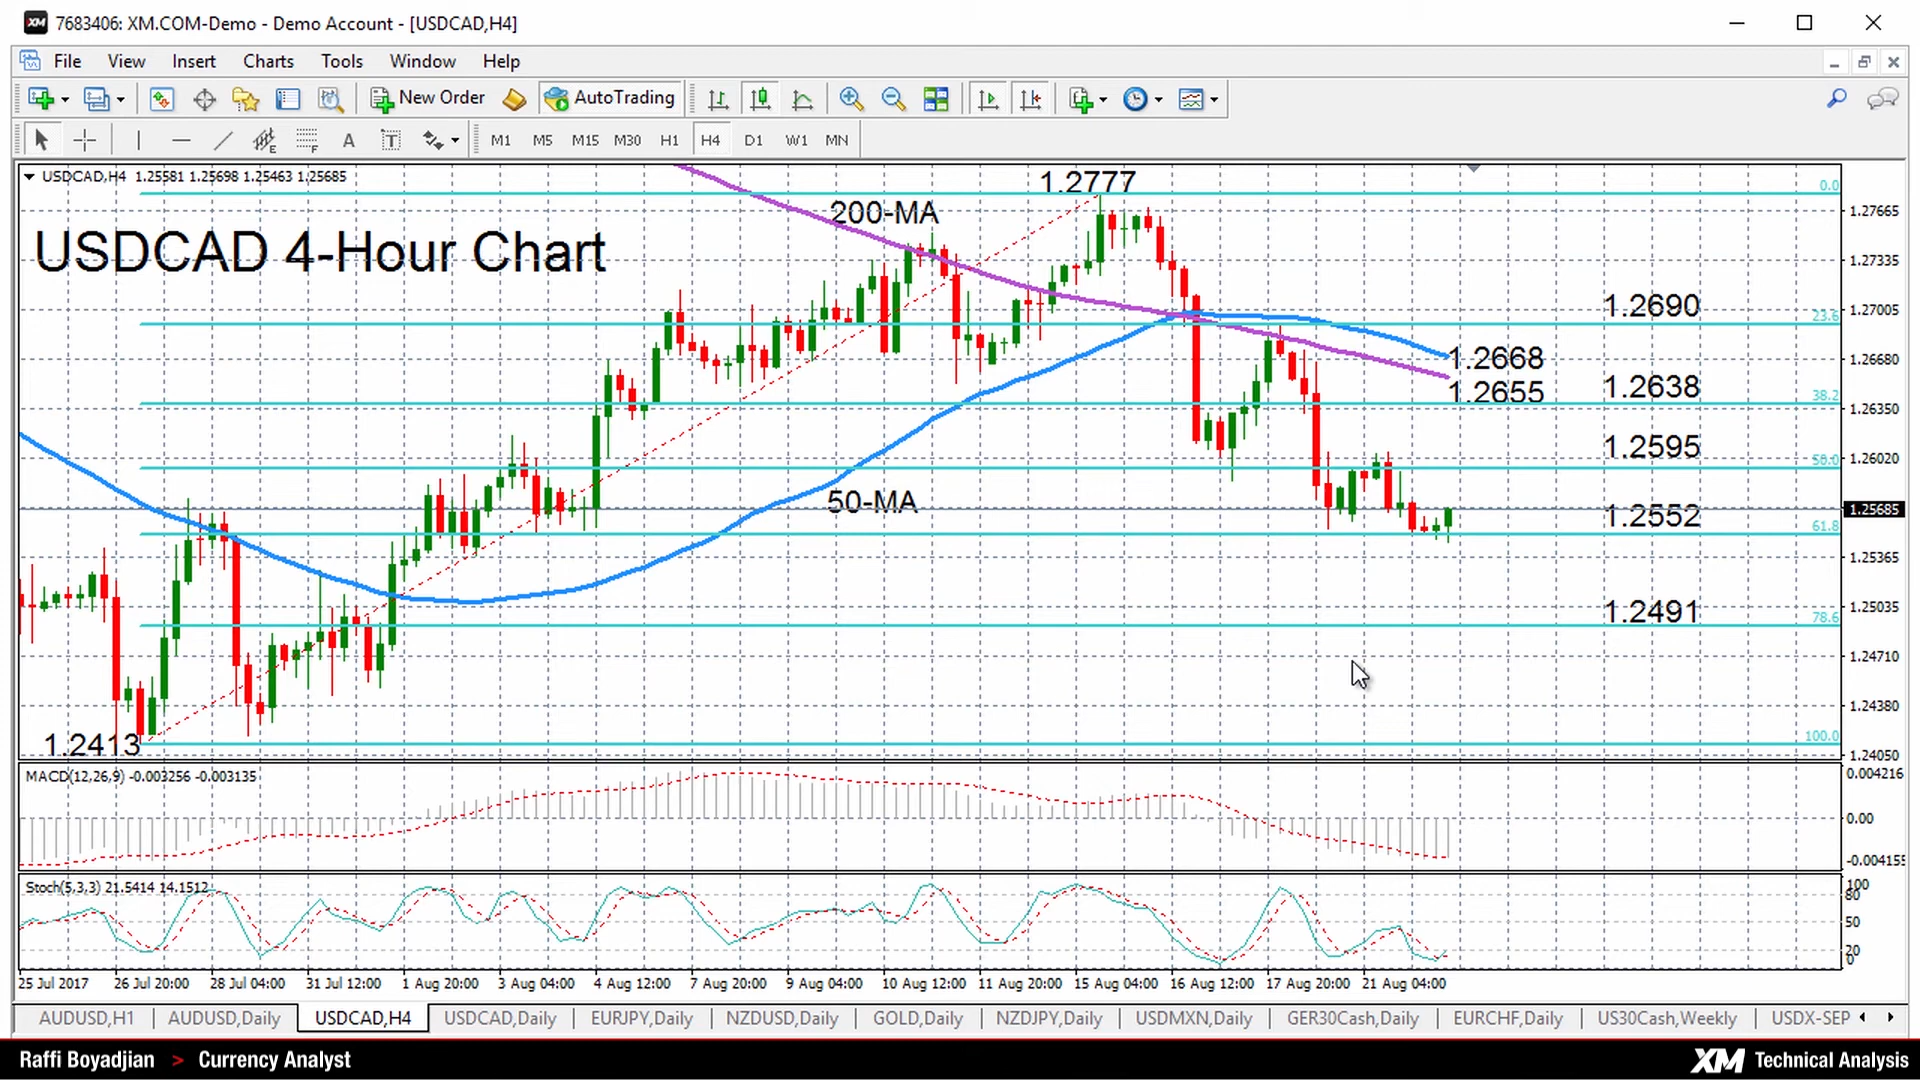 XM 7683406: XM.COM-Demo - Demo Account - [USDCAD,H4]
File View Insert Charts Tools Window Help
New Order AutoTrading
A T M1 M5 M15 M30 H1 H4 D1 W1 MN
USDCAD,H4 1.25581 1.25698 1.25463 1.25685
1.2777
0.0
200-MA
1.27665
USDCAD 4-Hour Chart
1.27335
1.2690
1.27005
23.6
1.2668
1.26680
1.2655
1.2638
38.2
1.26350
1.2595
1.26020
50.0
50-MA
1.25685
1.2552
61.8
1.25365
1.25035
1.2491
78.6
1.24710
1.24380
1.2413
100.0
1.24050
MACD(12,26,9) -0.003256 -0.003135
0.004216
0.00
-0.004155
Stoch(5,3,3) 21.5414 14.1512
100
80
50
20
0
25 Jul 2017 26 Jul 20:00 28 Jul 04:00 31 Jul 12:00 1 Aug 20:00 3 Aug 04:00 4 Aug 12:00 7 Aug 20:00 9 Aug 04:00 10 Aug 12:00 11 Aug 20:00 15 Aug 04:00 16 Aug 12:00 17 Aug 20:00 21 Aug 04:00
AUDUSD,H1 AUDUSD,Daily USDCAD,H4 USDCAD,Daily EURJPY,Daily NZDUSD,Daily GOLD,Daily NZDJPY,Daily USDMXN,Daily GER30Cash,Daily EURCHF,Daily US30Cash,Weekly USDX-SEP
Raffi Boyadjian > Currency Analyst
XM Technical Analysis